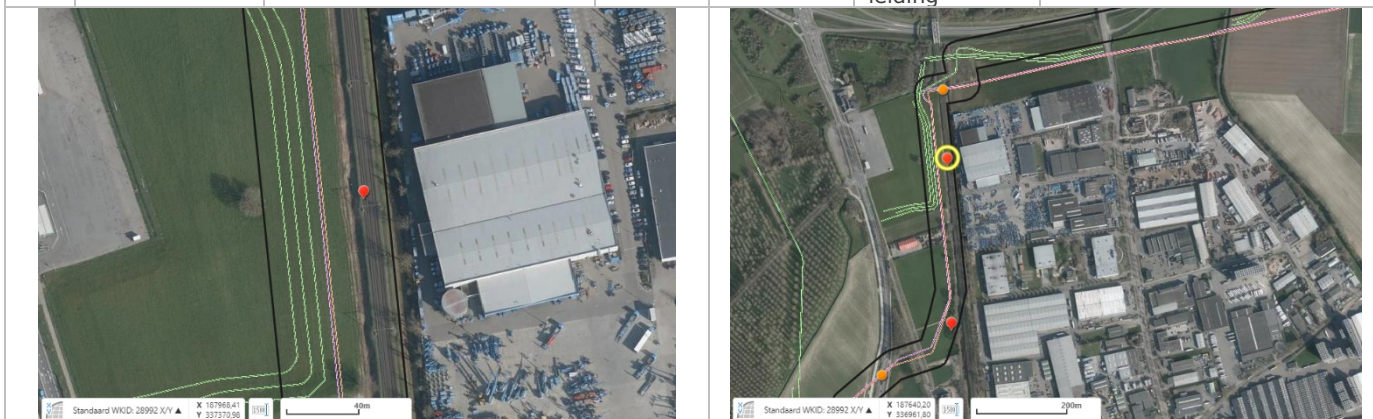 leiding
Standaard WKID: 28992 X/Y ▲
X 187968,41
Y 337370,98
40m
Standaard WKID: 28992 X/Y ▲
X 187640,20
Y 336961,80
200m